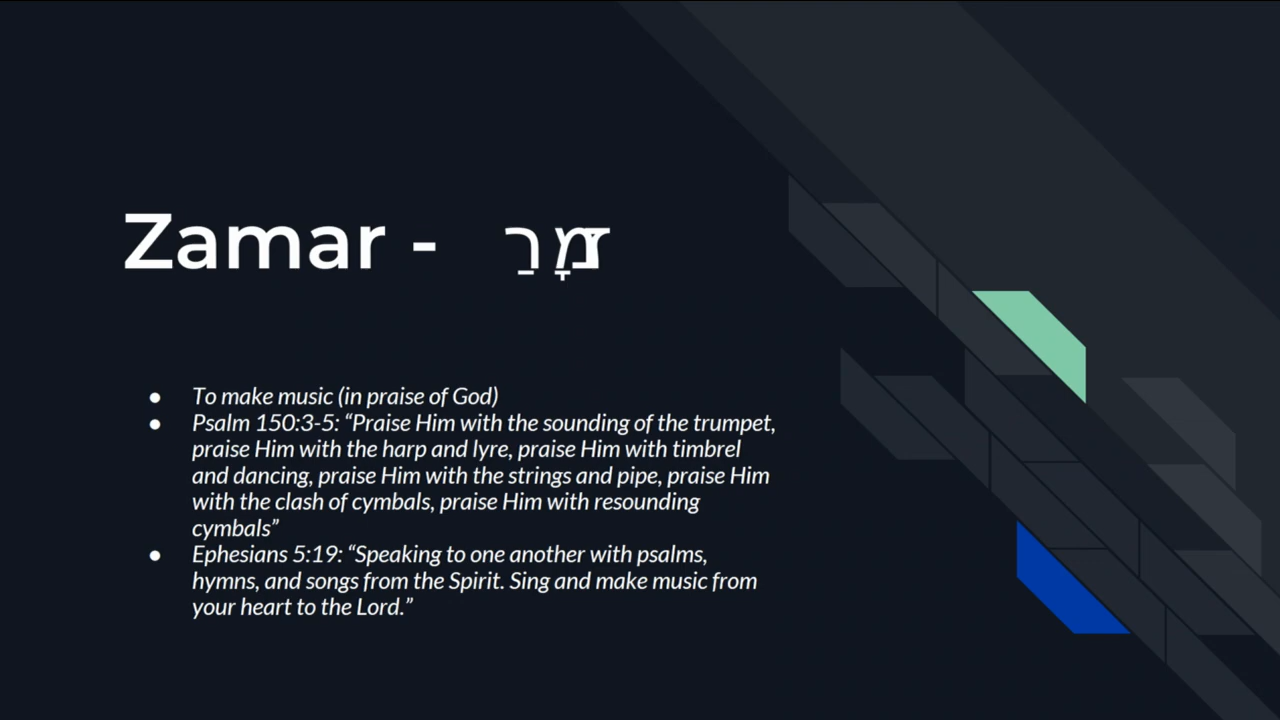 Zamar - זמָרַ
● To make music (in praise of God)
● Psalm 150:3-5: “Praise Him with the sounding of the trumpet,
praise Him with the harp and lyre, praise Him with timbrel
and dancing, praise Him with the strings and pipe, praise Him
with the clash of cymbals, praise Him with resounding
cymbals”
● Ephesians 5:19: “Speaking to one another with psalms,
hymns, and songs from the Spirit. Sing and make music from
your heart to the Lord.”